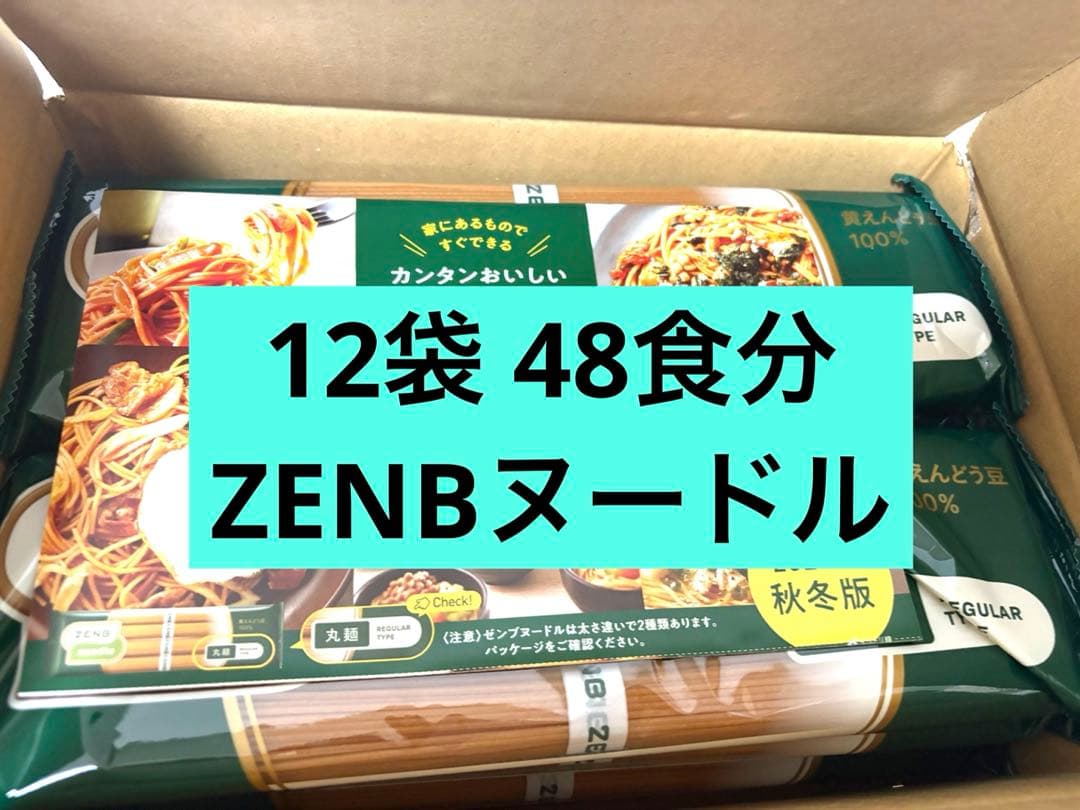 家にあるもので
すぐできる
カンタンおいしい
黄えんどう豆
100%
12袋 48食分
ZENBヌードル
GULAR
PE
えんどう豆
00%
秋冬版
REGULAR
Check!
丸麺
REGULAR
TYPE
〈注意〉ゼンブヌードルは太さ違いで2種類あります。
パッケージをご確認ください。
ZENB
noodle
丸麺